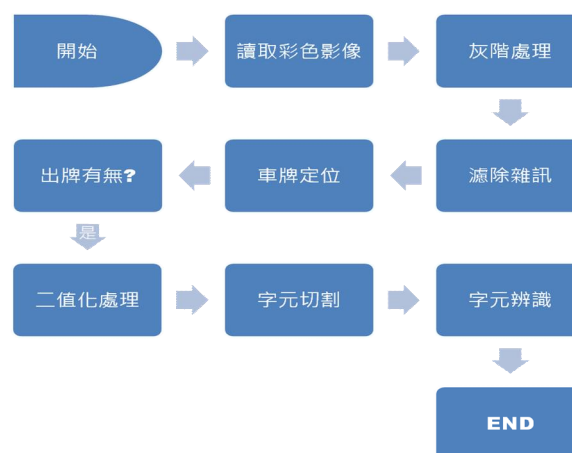 開始
讀取彩色影像
灰階處理
濾除雜訊
車牌定位
出牌有無?
是
二值化處理
字元切割
字元辨識
END